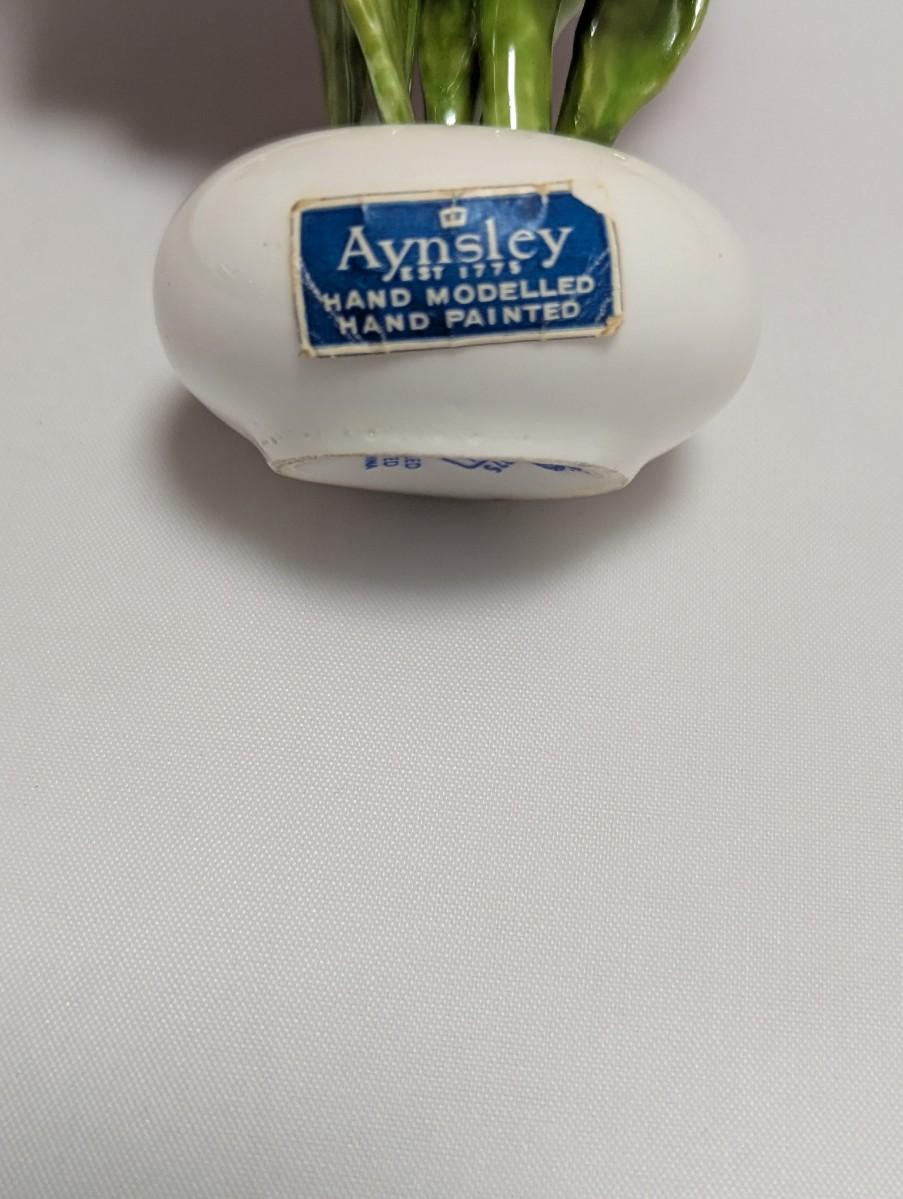 Aynsley
EST 1775
HAND MODELLED
HAND PAINTED